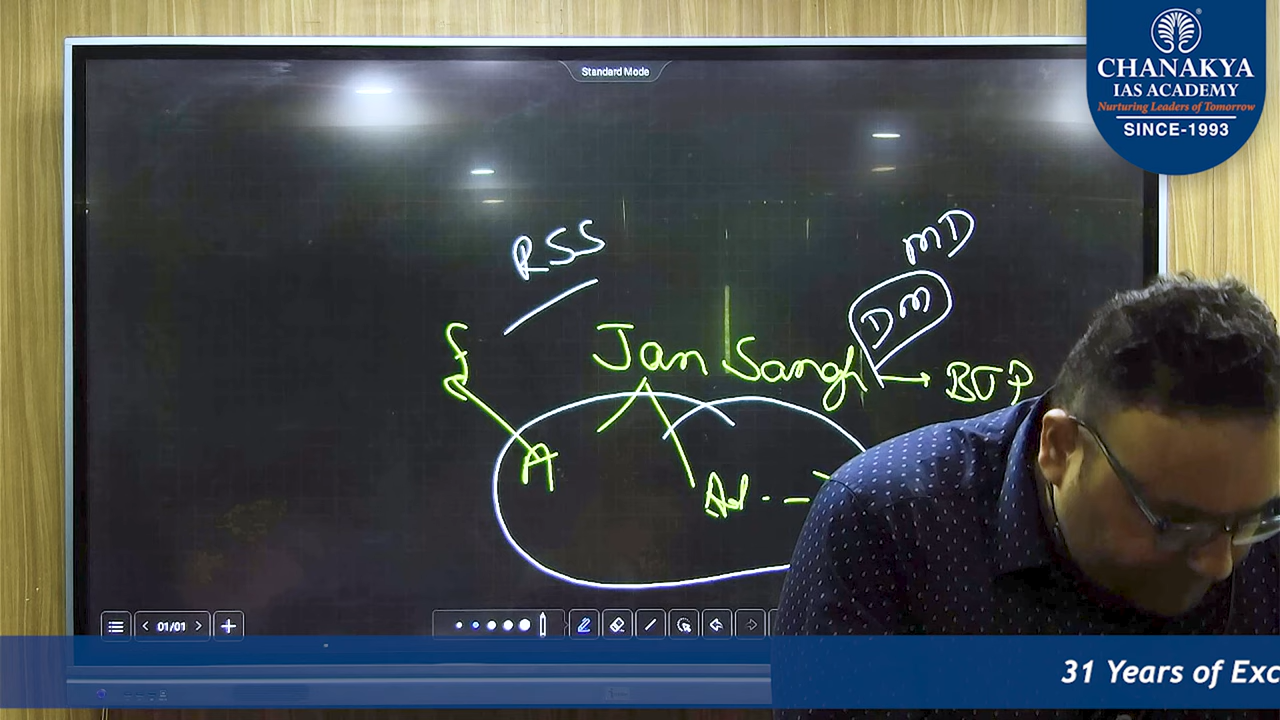 Standard Mode
CHANAKYA
IAS ACADEMY
Nurturing Leaders of Tomorrow
SINCE-1993
MD
RSS
DM
f
Jan Sangh
BJP
A
Ad
01/01
31 Years of Exc